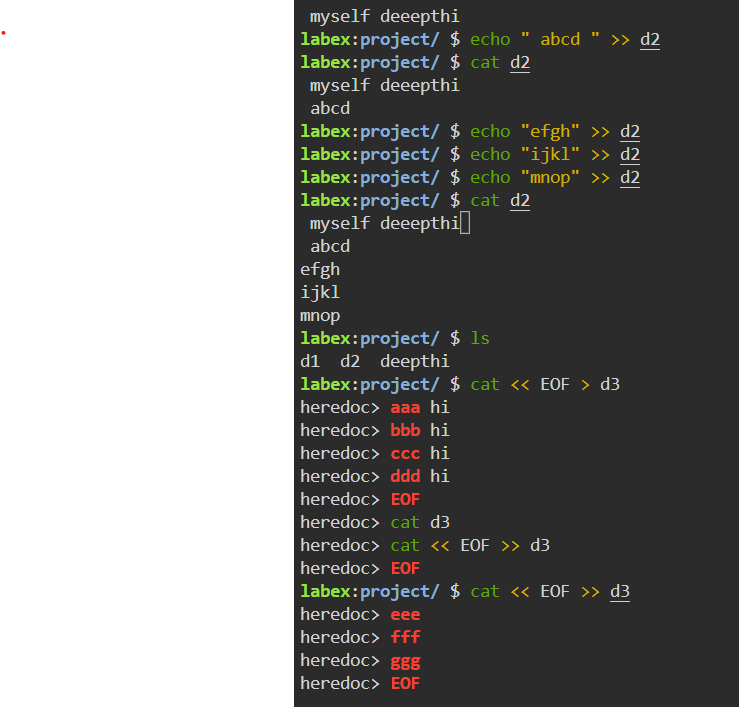 myself deeepthi
labex:project/ $ echo " abcd " >> d2
labex:project/ $ cat d2
 myself deeepthi
 abcd
labex:project/ $ echo "efgh" >> d2
labex:project/ $ echo "ijkl" >> d2
labex:project/ $ echo "mnop" >> d2
labex:project/ $ cat d2
 myself deeepthi
 abcd
efgh
ijkl
mnop
labex:project/ $ ls
d1  d2  deepthi
labex:project/ $ cat << EOF > d3
heredoc> aaa hi
heredoc> bbb hi
heredoc> ccc hi
heredoc> ddd hi
heredoc> EOF
heredoc> cat d3
heredoc> cat << EOF >> d3
heredoc> EOF
labex:project/ $ cat << EOF >> d3
heredoc> eee
heredoc> fff
heredoc> ggg
heredoc> EOF